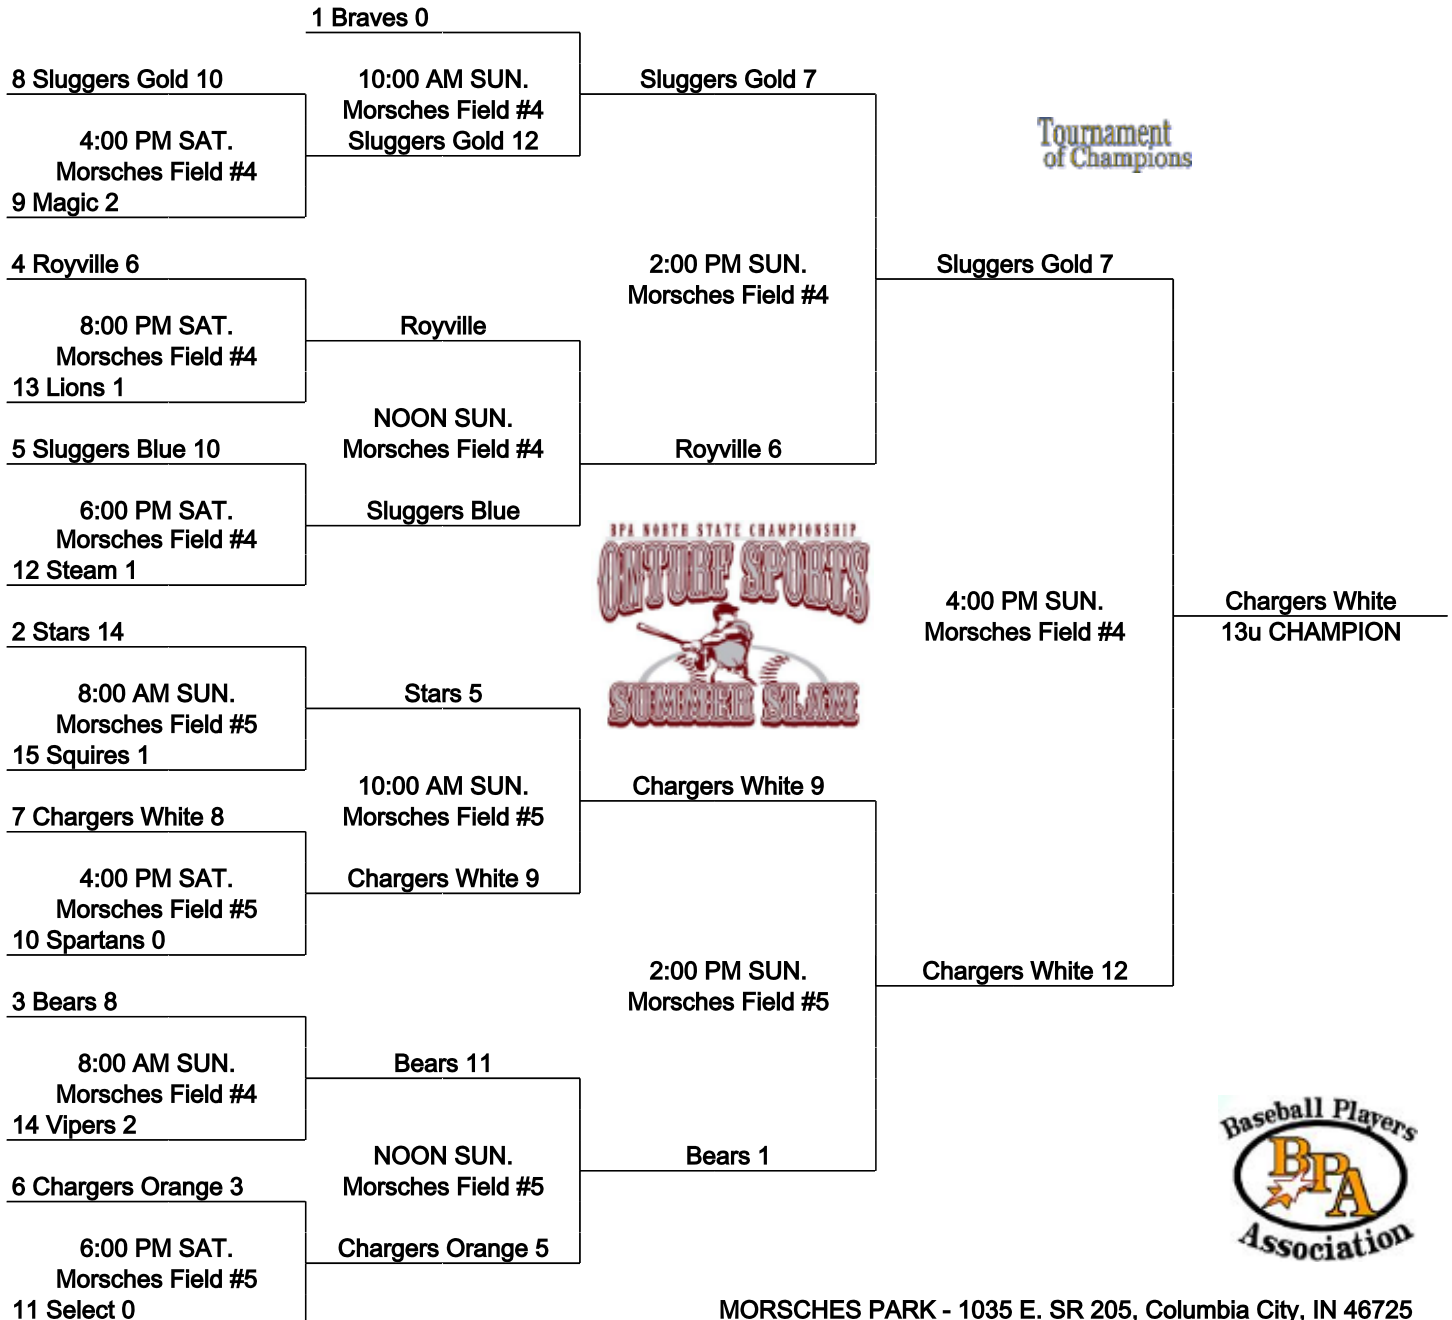 1 Braves 0
8 Sluggers Gold 10
10:00 AM SUN.
Morsches Field #4
Sluggers Gold 12
Sluggers Gold 7
4:00 PM SAT.
Morsches Field #4
9 Magic 2
Tournament
of Champions
4 Royville 6
2:00 PM SUN.
Morsches Field #4
Sluggers Gold 7
8:00 PM SAT.
Morsches Field #4
Royville
13 Lions 1
NOON SUN.
Morsches Field #4
5 Sluggers Blue 10
Royville 6
6:00 PM SAT.
Morsches Field #4
Sluggers Blue
12 Steam 1
BPA NORTH STATE CHAMPIONSHIP
ONTURF SPORTS
SUMMER SLAM
4:00 PM SUN.
Morsches Field #4
Chargers White
13u CHAMPION
2 Stars 14
8:00 AM SUN.
Morsches Field #5
Stars 5
15 Squires 1
10:00 AM SUN.
Morsches Field #5
Chargers White 9
7 Chargers White 8
4:00 PM SAT.
Morsches Field #5
Chargers White 9
10 Spartans 0
2:00 PM SUN.
Morsches Field #5
Chargers White 12
3 Bears 8
8:00 AM SUN.
Morsches Field #4
Bears 11
14 Vipers 2
NOON SUN.
Morsches Field #5
Bears 1
6 Chargers Orange 3
6:00 PM SAT.
Morsches Field #5
Chargers Orange 5
11 Select 0
Baseball Players
BPA
Association
MORSCHES PARK - 1035 E. SR 205, Columbia City, IN 46725